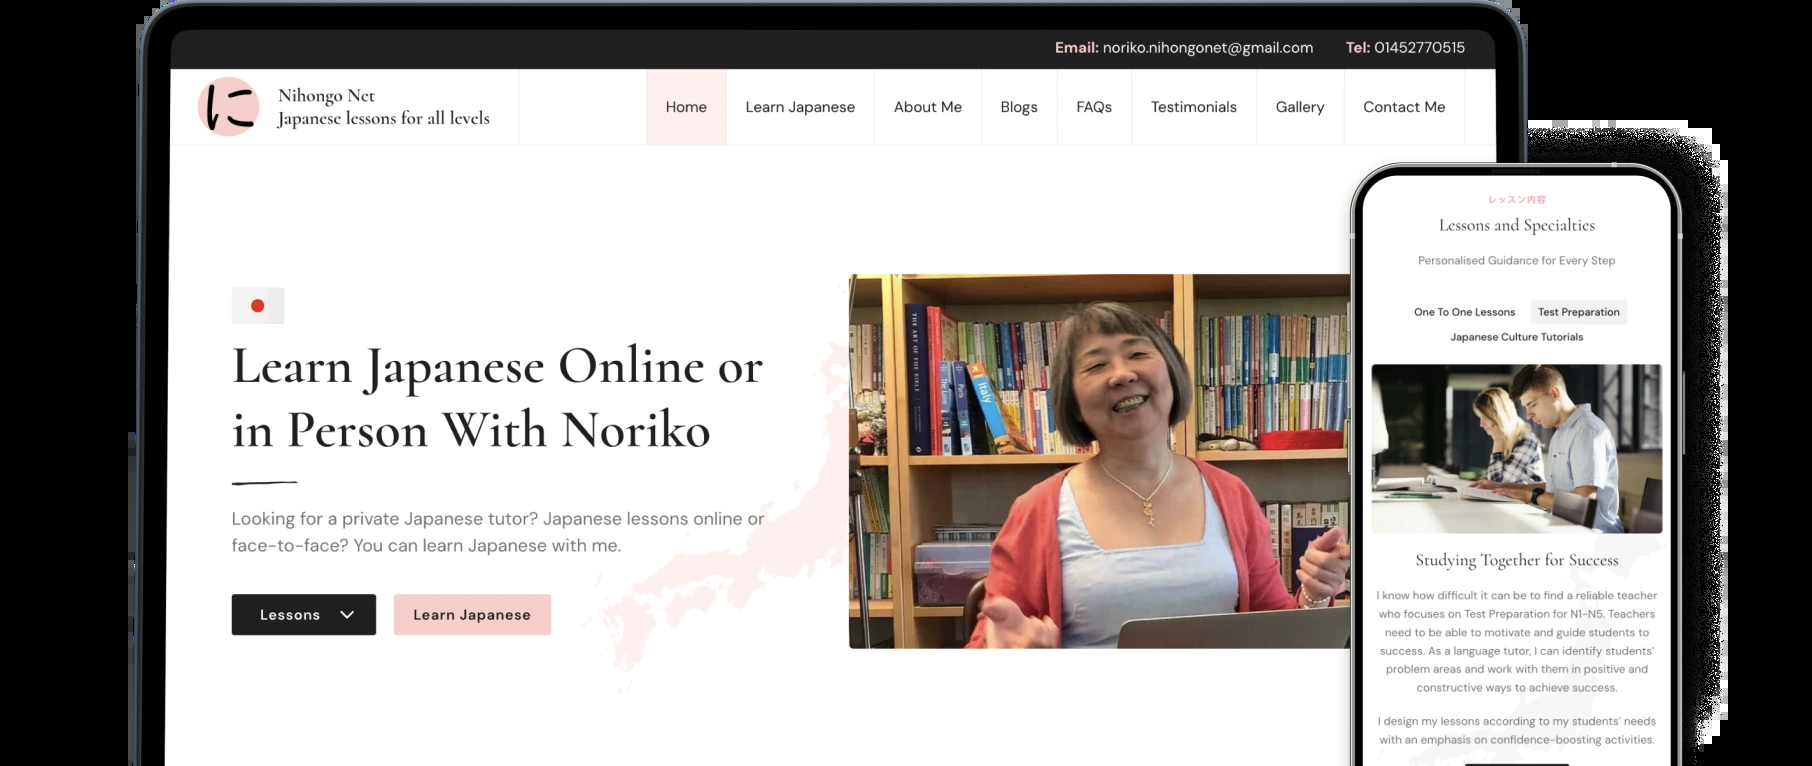 Email: noriko.nihongonet@gmail.com Tel: 01452770515
に
Nihongo Net
Japanese lessons for all levels
Home Learn Japanese About Me Blogs FAQs Testimonials Gallery Contact Me
Learn Japanese Online or
in Person With Noriko
Looking for a private Japanese tutor? Japanese lessons online or
face-to-face? You can learn Japanese with me.
Lessons
Learn Japanese
THE ART OF THE BIBLE
Paris
Italy
レッスン内容
Lessons and Specialties
Personalised Guidance for Every Step
One To One Lessons Test Preparation
Japanese Culture Tutorials
Studying Together for Success
I know how difficult it can be to find a reliable teacher
who focuses on Test Preparation for N1-N5. Teachers
need to be able to motivate and guide students to
success. As a language tutor, I can identify students'
problem areas and work with them in positive and
constructive ways to achieve success.
I design my lessons according to my students' needs
with an emphasis on confidence-boosting activities.